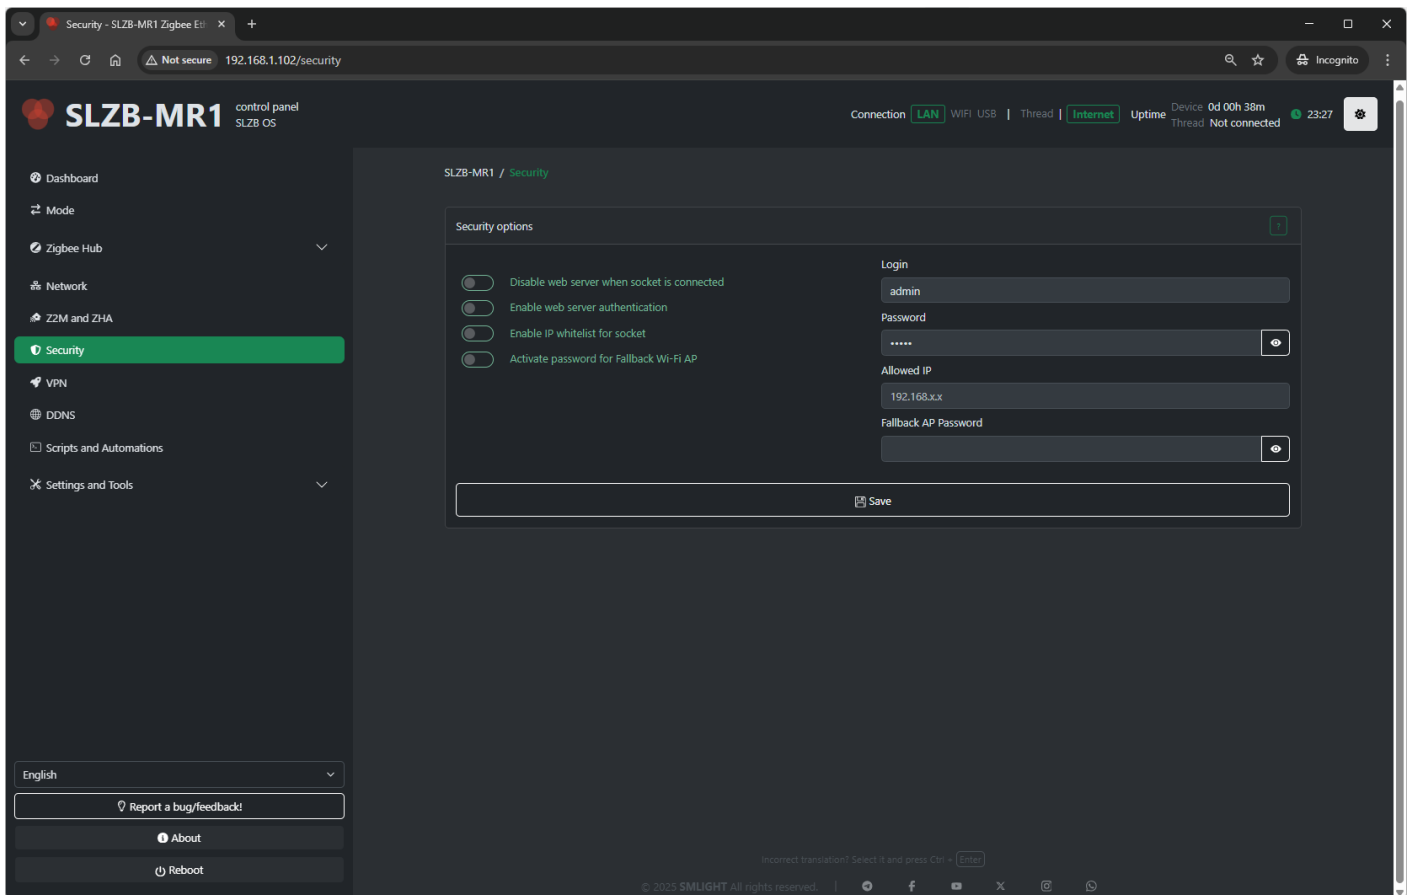 Security - SLZB-MR1 Zigbee Eth
Not secure 192.168.1.102/security
Incognito
SLZB-MR1 control panel
SLZB OS
Connection LAN WIFI USB | Thread | Internet Uptime Device 0d 00h 38m
Thread Not connected
23:27
Dashboard
Mode
Zigbee Hub
Network
Z2M and ZHA
Security
VPN
DDNS
Scripts and Automations
Settings and Tools
English
Report a bug/feedback!
About
Reboot
SLZB-MR1 / Security
Security options ?
Disable web server when socket is connected
Enable web server authentication
Enable IP whitelist for socket
Activate password for Fallback Wi-Fi AP
Login
admin
Password
•••••
Allowed IP
192.168.x.x
Fallback AP Password
Save
Incorrect translation? Select it and press Ctrl + Enter
© 2025 SMLIGHT All rights reserved. |